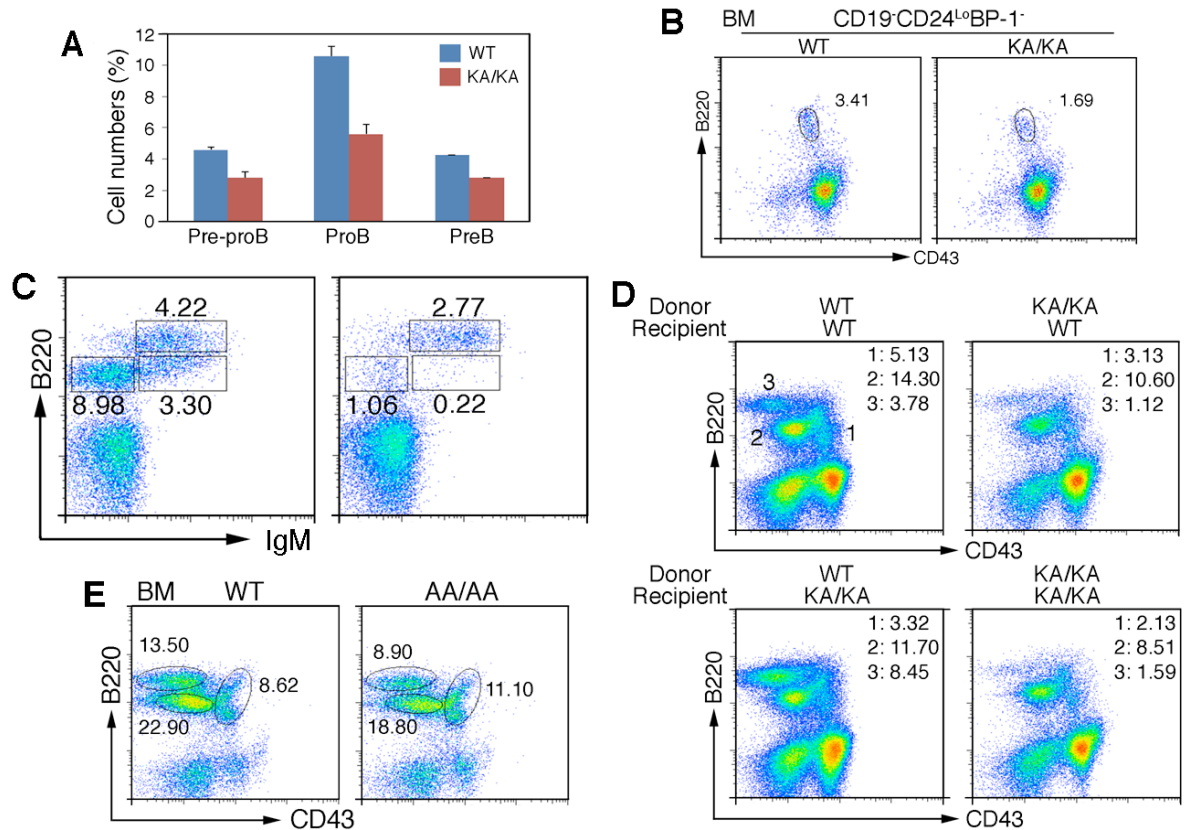 A
Cell numbers (%)
12
10
8
6
4
2
0
WT
KA/KA
Pre-proB ProB PreB
B
BM CD19-CD24LoBP-1-
WT KA/KA
B220
3.41
1.69
CD43
C
4.22
8.98 3.30
2.77
1.06 0.22
B220
IgM
D
Donor WT KA/KA
Recipient WT WT
1: 5.13
2: 14.30
3: 3.78
3
2
1
1: 3.13
2: 10.60
3: 1.12
B220
CD43
Donor WT KA/KA
Recipient KA/KA KA/KA
1: 3.32
2: 11.70
3: 8.45
1: 2.13
2: 8.51
3: 1.59
B220
CD43
E
BM WT AA/AA
13.50
8.62
22.90
8.90
11.10
18.80
B220
CD43